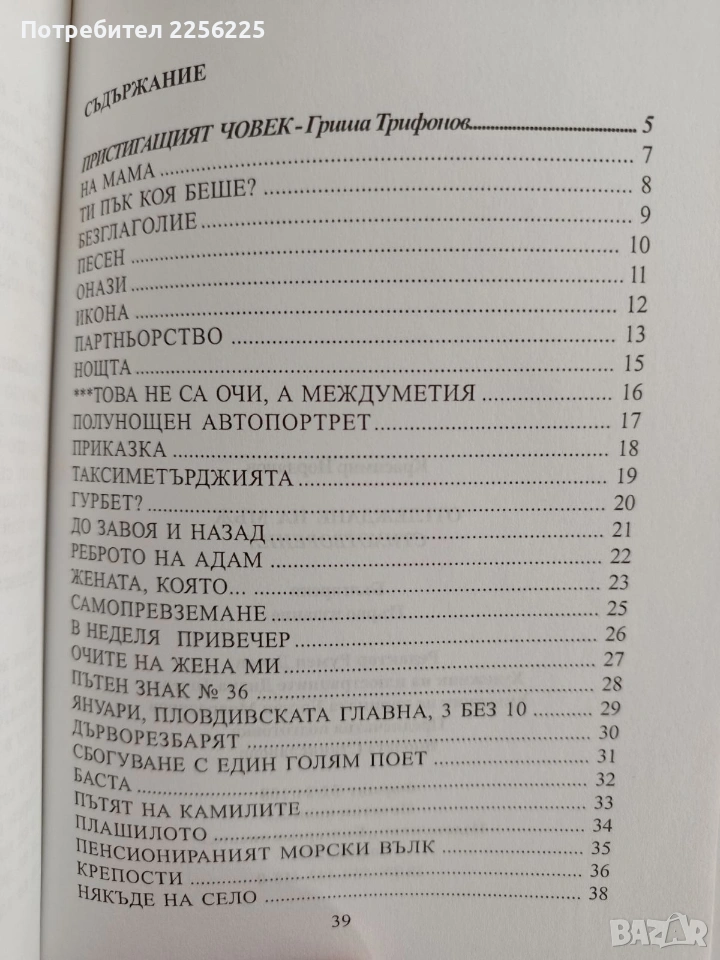 Потребител 2256225
СЪДЪРЖАНИЕ
ПРИСТИГАЩИЯТ ЧОВЕК - Гриша Трифонов........ 5
НА МАМА........ 7
ТИ ПЪК КОЯ БЕШЕ?........ 8
БЕЗГЛАГОЛИЕ........ 9
ПЕСЕН........ 10
ОНАЗИ........ 11
ИКОНА........ 12
ПАРТНЬОРСТВО........ 13
НОЩТА........ 15
***ТОВА НЕ СА ОЧИ, А МЕЖДУМЕТИЯ........ 16
ПОЛУНОЩЕН АВТОПОРТРЕТ........ 17
ПРИКАЗКА........ 18
ТАКСИМЕТЪРДЖИЯТА........ 19
ГУРБЕТ?........ 20
ДО ЗАВОЯ И НАЗАД........ 21
РЕБРОТО НА АДАМ........ 22
ЖЕНАТА, КОЯТО........ 23
САМОПРЕВЗЕМАНЕ........ 25
В НЕДЕЛЯ ПРИВЕЧЕР........ 26
ОЧИТЕ НА ЖЕНА МИ........ 27
ПЪТЕН ЗНАК № 36........ 28
ЯНУАРИ, ПЛОВДИВСКАТА ГЛАВНА, 3 БЕЗ 10........ 29
ДЪРВОРЕЗБАРЯТ........ 30
СБОГУВАНЕ С ЕДИН ГОЛЯМ ПОЕТ........ 31
БАСТА........ 32
ПЪТЯТ НА КАМИЛИТЕ........ 33
ПЛАШИЛОТО........ 34
ПЕНСИОНИРАНИЯТ МОРСКИ ВЪЛК........ 35
КРЕПОСТИ........ 36
НЯКЪДЕ НА СЕЛО........ 38
39
BAZAR